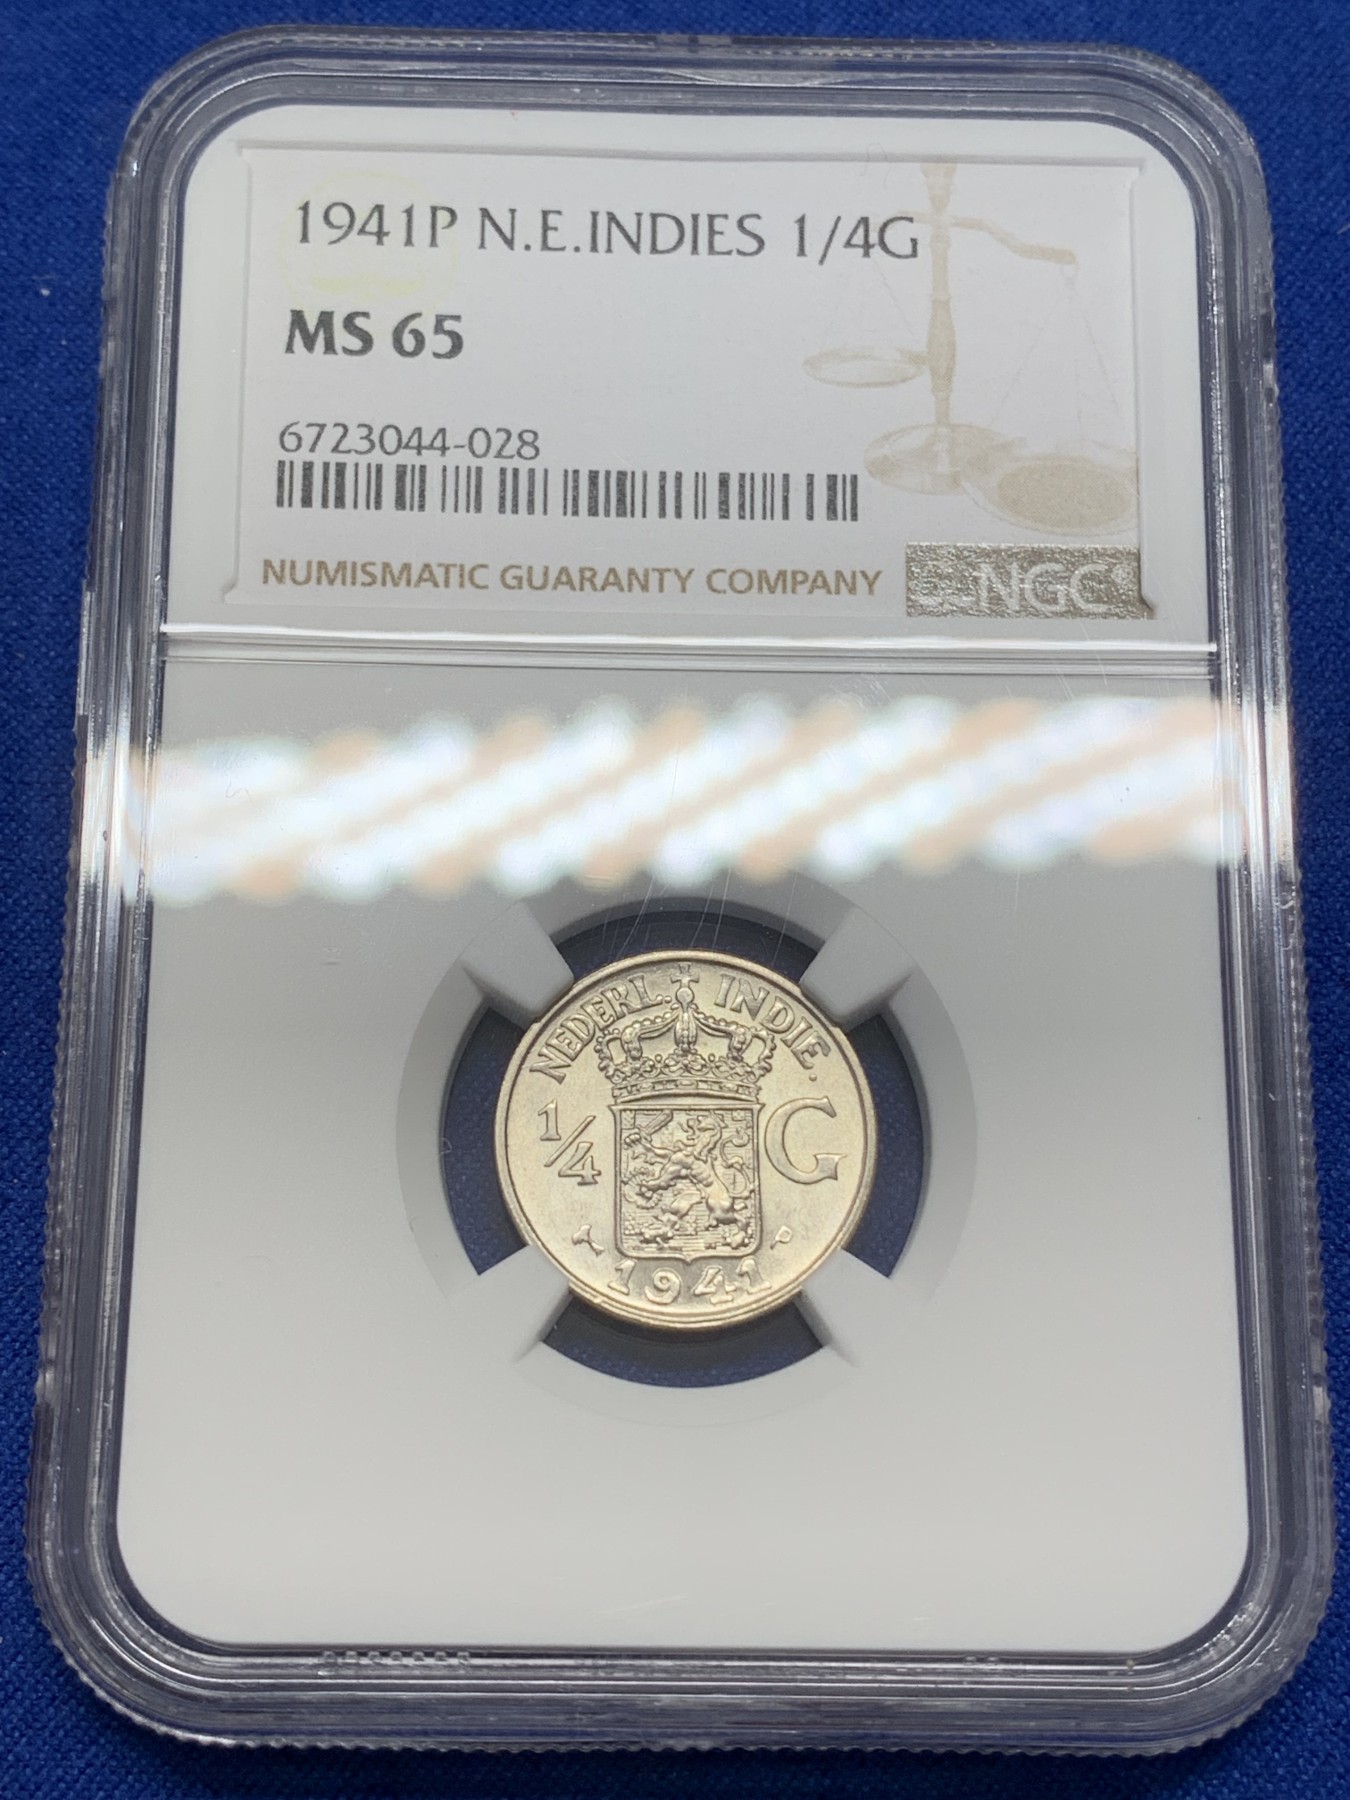 1941P N.E.INDIES 1/4G
MS 65
6723044-028
NUMISMATIC GUARANTY COMPANY
NGC
NEDERL. INDIE.
1/4 G
P
1941